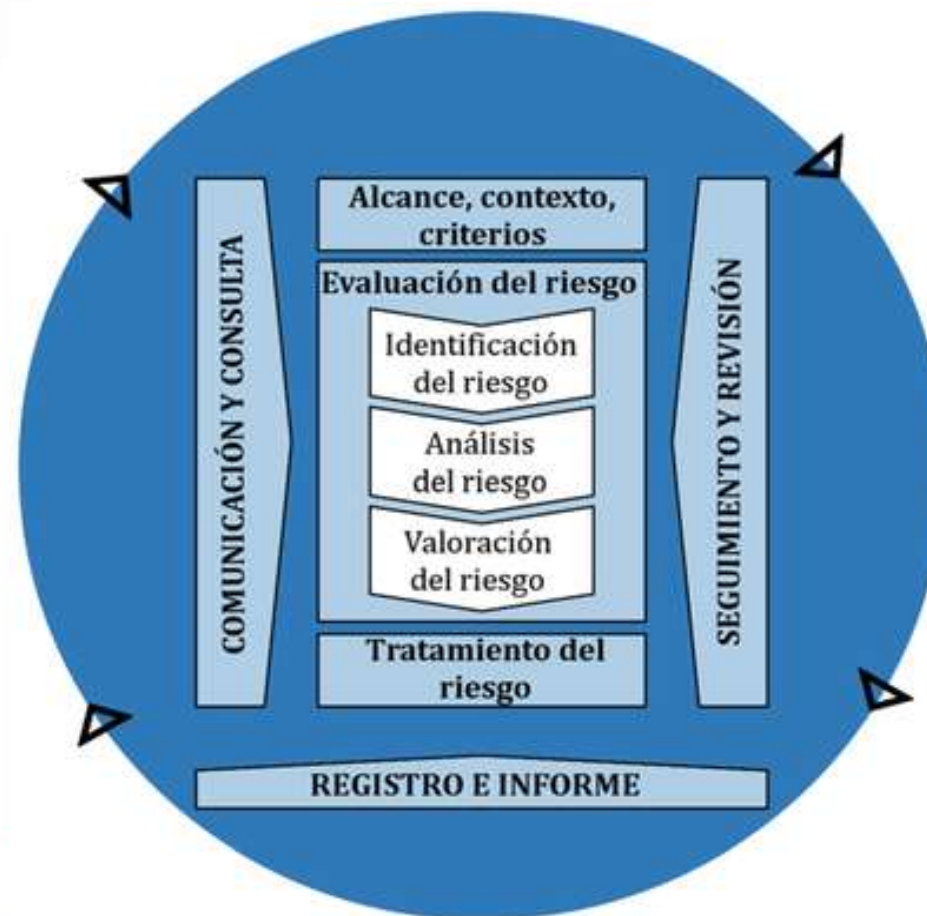 Alcance, contexto,
criterios
Evaluación del riesgo
Identificación
del riesgo
Análisis
del riesgo
Valoración
del riesgo
Tratamiento del
riesgo
COMUNICACIÓN Y CONSULTA
SEGUIMIENTO Y REVISIÓN
REGISTRO E INFORME